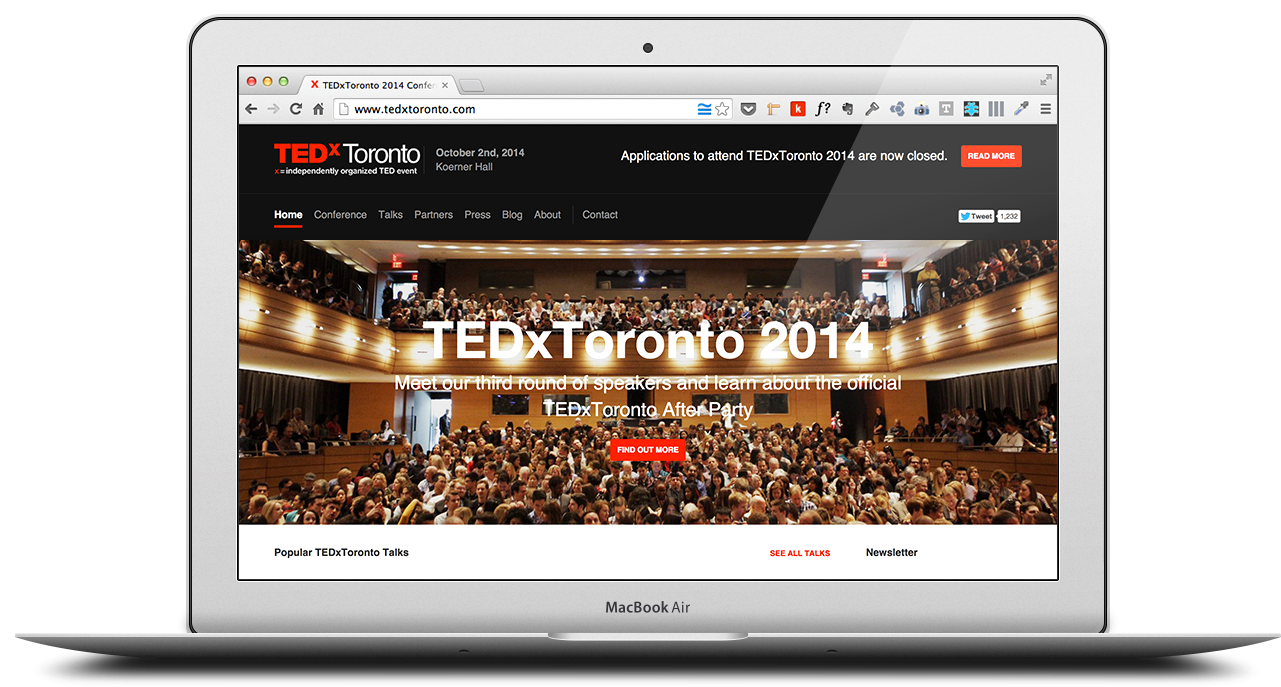 TEDxToronto 2014 Confer
www.tedxtoronto.com
k
f?
T
TEDx Toronto
x = independently organized TED event
October 2nd, 2014
Koerner Hall
Applications to attend TEDxToronto 2014 are now closed.
READ MORE
Home Conference Talks Partners Press Blog About Contact
Tweet 1,232
TEDxToronto 2014
Meet our third round of speakers and learn about the official
TEDxToronto After Party
FIND OUT MORE
Popular TEDxToronto Talks
SEE ALL TALKS
Newsletter
MacBook Air